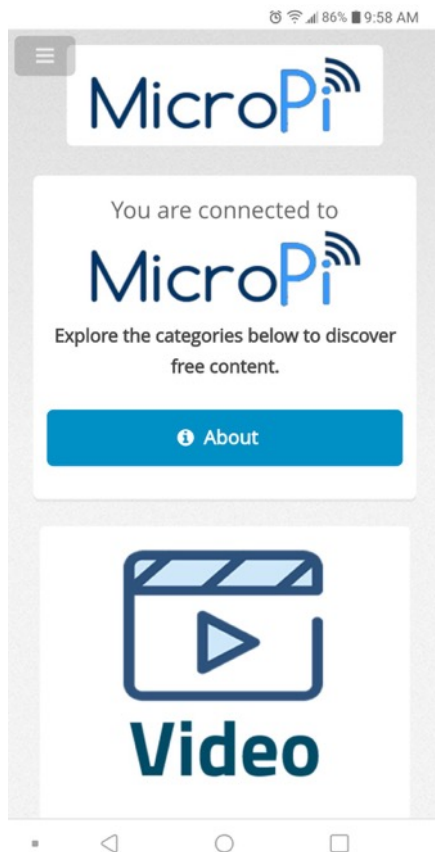 86% 9:58 AM
MicroPi
You are connected to
MicroPi
Explore the categories below to discover
free content.
About
Video